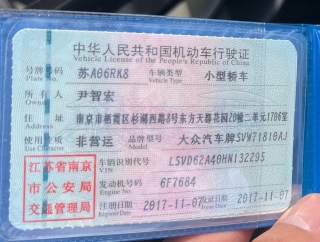 中华人民共和国机动车行驶证
Vehicle License of the People's Republic of China
号牌号码 苏A06RK8 车辆类型 小型轿车
Plate No. Vehicle Type
所有人 尹智宏
Owner
住址 南京市栖霞区杉湖西路8号东方天郡花园20幢二单元1708室
Address
使用性质 非营运 品牌型号 大众汽车牌SVW71810AJ
Use Character Model
江苏省南京
市公安局
交通管理局
车辆识别代号 LSVD62A40HN132295
VIN
发动机号码 6F7684
Engine No.
注册日期 2017-11-07 发证日期 2017-11-07
Register Date Issue Date